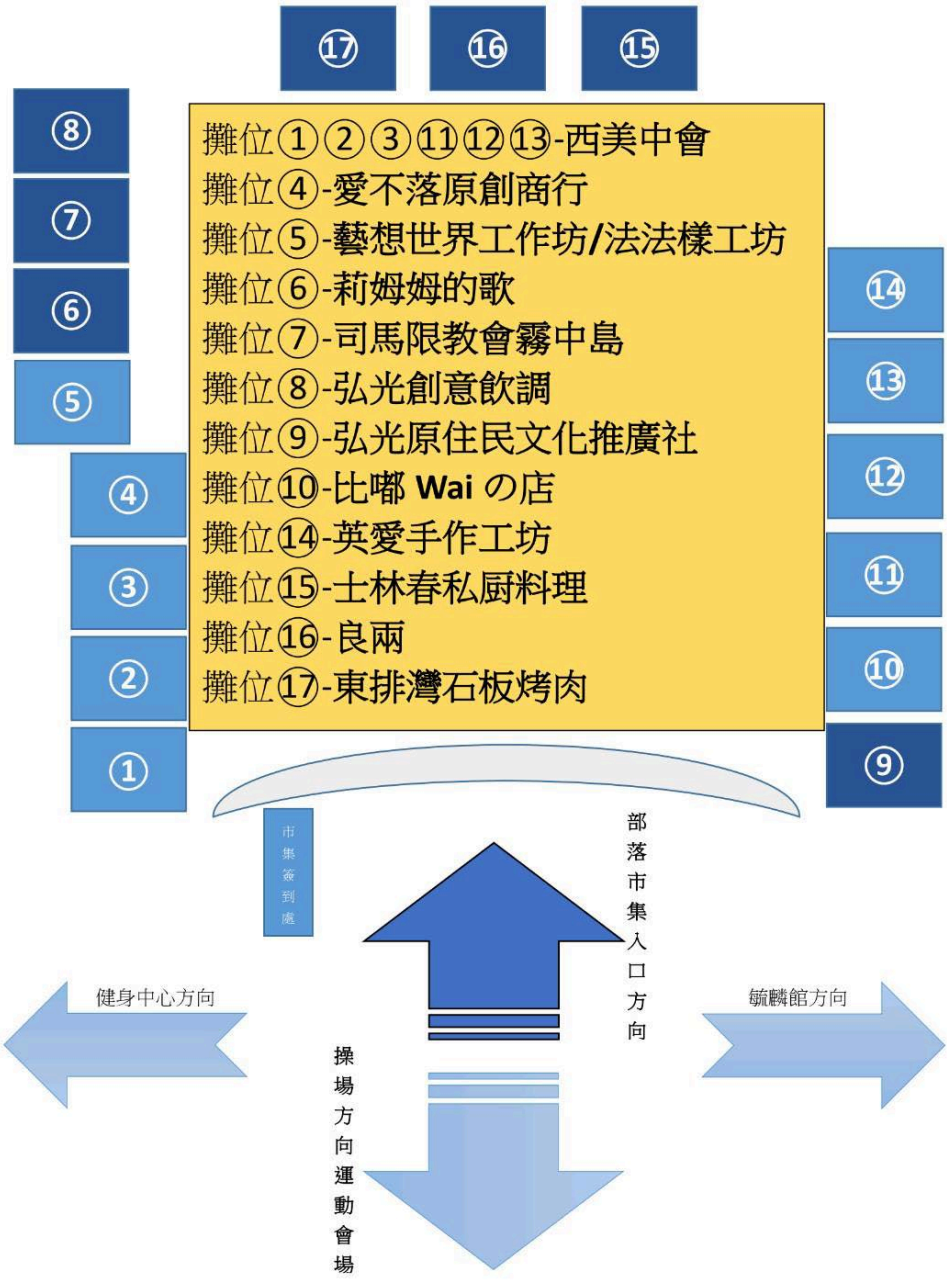 ⑰ ⑯ ⑮
⑧
⑦
⑥
⑤
④
③
②
①
攤位①②③⑪⑫⑬-西美中會
攤位④-愛不落原創商行
攤位⑤-藝想世界工作坊/法法樣工坊
攤位⑥-莉姆姆的歌
攤位⑦-司馬限教會霧中島
攤位⑧-弘光創意飲調
攤位⑨-弘光原住民文化推廣社
攤位⑩-比嘟 Wai の店
攤位⑭-英愛手作工坊
攤位⑮-士林春私厨料理
攤位⑯-良兩
攤位⑰-東排灣石板烤肉
⑭
⑬
⑫
⑪
⑩
⑨
市集簽到處
部落市集入口方向
健身中心方向
毓麟館方向
操場方向運動會場